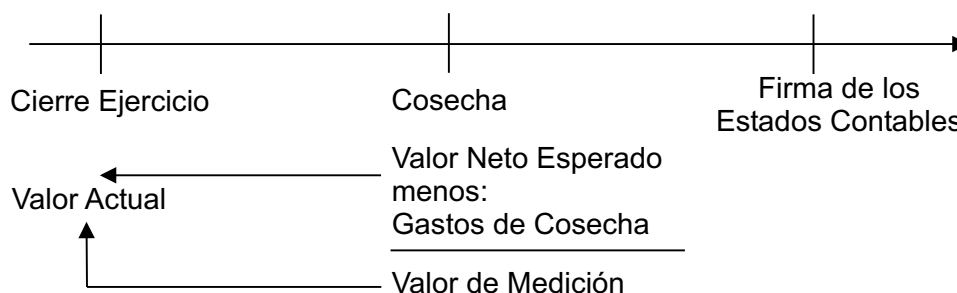 Cierre Ejercicio
Cosecha
Firma de los
Estados Contables
Valor Actual
Valor Neto Esperado
menos:
Gastos de Cosecha
Valor de Medición